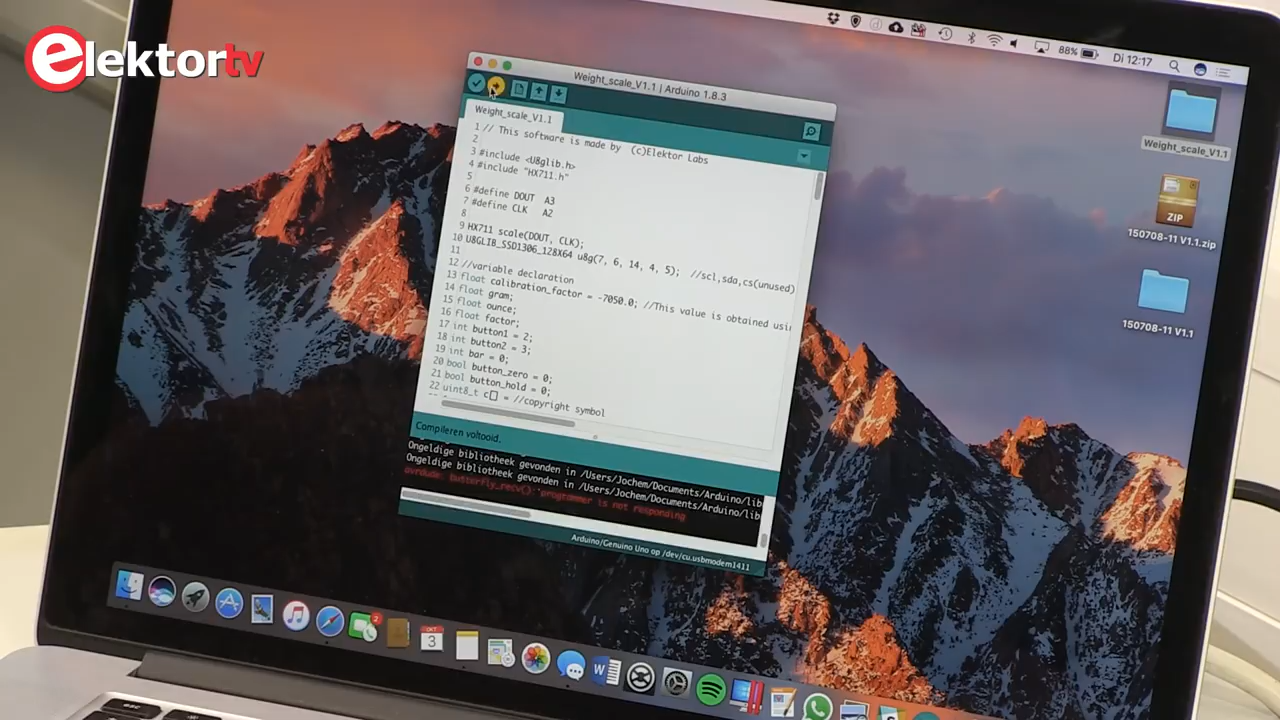 elektortv
88%
Di 12:17
Weight_scale_V1.1 | Arduino 1.8.3
Weight_scale_V1.1
1 // This software is made by (c)Elektor Labs
2
3 #include <U8glib.h>
4 #include "HX711.h"
5
6 #define DOUT A3
7 #define CLK A2
8
9 HX711 scale(DOUT, CLK);
10 U8GLIB_SSD1306_128X64 u8g(7, 6, 14, 4, 5); //scl,sda,cs(unused)
11
12 //variable declaration
13 float calibration_factor = -7050.0; //This value is obtained usi
14 float gram;
15 float ounce;
16 float factor;
17 int button1 = 2;
18 int button2 = 3;
19 int bar = 0;
20 bool button_zero = 0;
21 bool button_hold = 0;
22 uint8_t c[] = //copyright symbol
Compileren voltooid.
Ongeldige bibliotheek gevonden in /Users/Jochem/Documents/Arduino/lib
Ongeldige bibliotheek gevonden in /Users/Jochem/Documents/Arduino/lib
avrdude: butterfly_recv(): programmer is not responding
Arduino/Genuino Uno op /dev/cu.usbmodem1411
Weight_scale_V1.1
ZIP
150708-11 V1.1.zip
150708-11 V1.1
2
OKT
3
W
esc